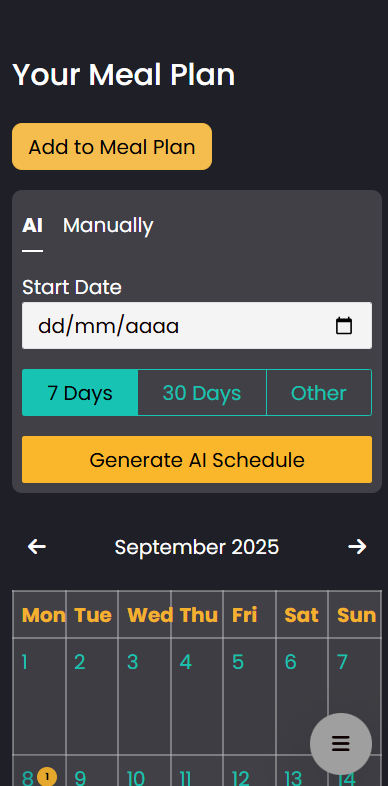 Your Meal Plan
Add to Meal Plan
AI Manually
Start Date
dd/mm/aaaa
7 Days 30 Days Other
Generate AI Schedule
September 2025
Mon Tue Wed Thu Fri Sat Sun
1 2 3 4 5 6 7
8 1 9 10 11 12 13 14